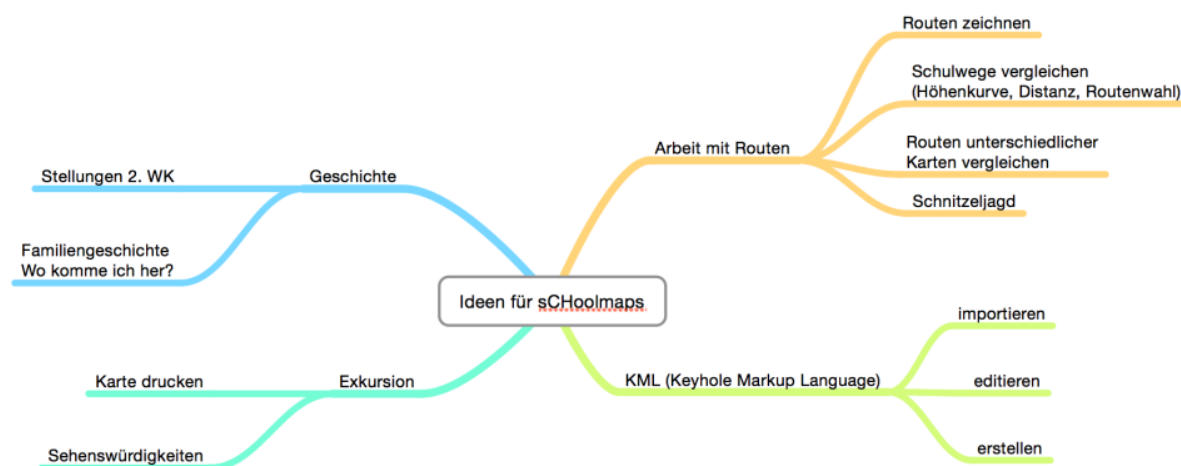 Routen zeichnen
Schulwege vergleichen
(Höhenkurve, Distanz, Routenwahl)
Arbeit mit Routen
Routen unterschiedlicher
Karten vergleichen
Schnitzeljagd
Stellungen 2. WK
Geschichte
Familiengeschichte
Wo komme ich her?
Ideen für sCHoolmaps
importieren
Karte drucken
Exkursion
KML (Keyhole Markup Language)
editieren
Sehenswürdigkeiten
erstellen